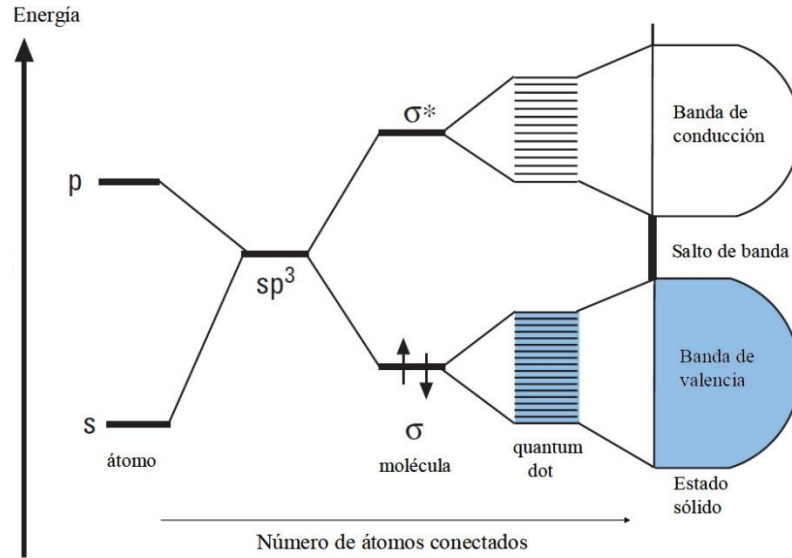 Energía
σ*
Banda de
conducción
p
Salto de banda
sp³
Banda de
valencia
s
σ
átomo
molécula
quantum
dot
Estado
sólido
Número de átomos conectados